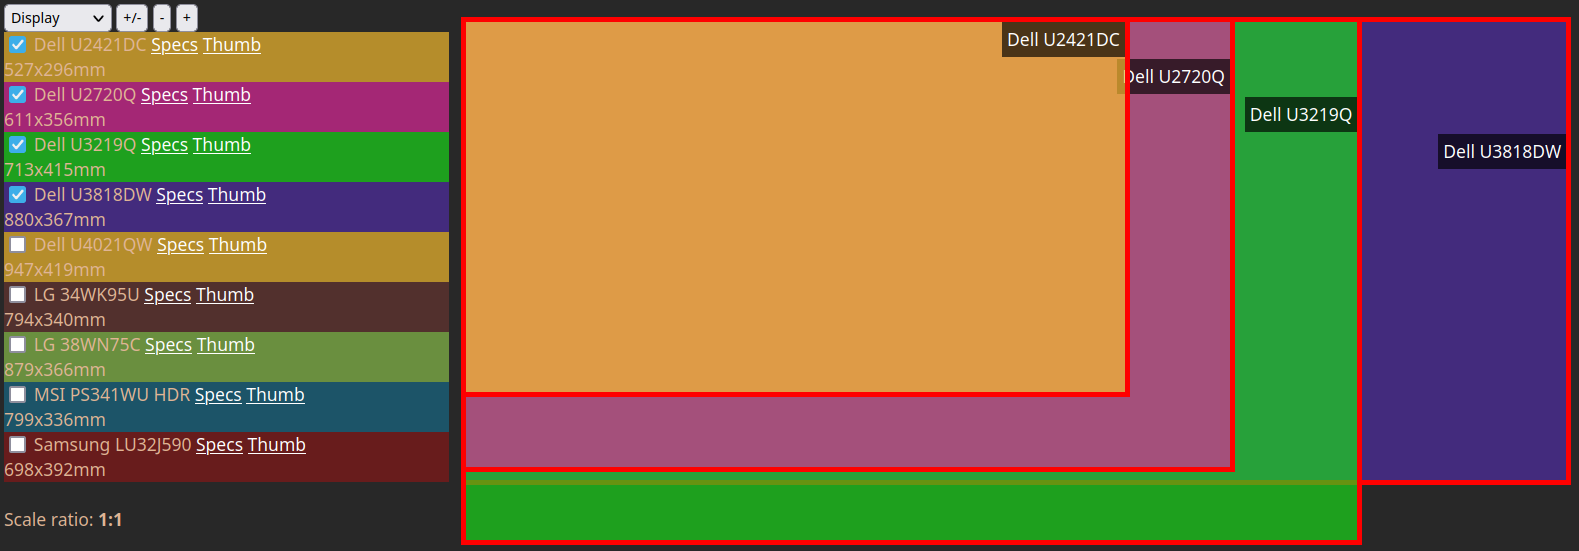 Display +/- - +
Dell U2421DC Specs Thumb
527x296mm
Dell U2720Q Specs Thumb
611x356mm
Dell U3219Q Specs Thumb
713x415mm
Dell U3818DW Specs Thumb
880x367mm
Dell U4021QW Specs Thumb
947x419mm
LG 34WK95U Specs Thumb
794x340mm
LG 38WN75C Specs Thumb
879x366mm
MSI PS341WU HDR Specs Thumb
799x336mm
Samsung LU32J590 Specs Thumb
698x392mm
Scale ratio: 1:1
Dell U2421DC
Dell U2720Q
Dell U3219Q
Dell U3818DW